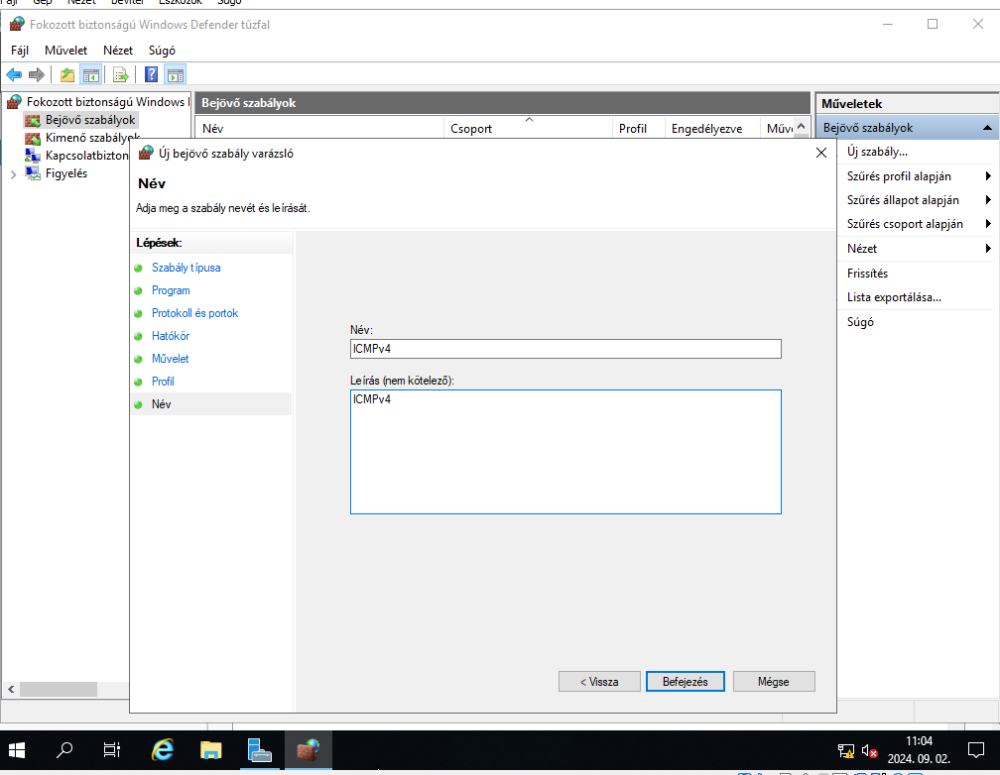 Fájl Gép Nézet Bevitel Eszközök Súgó
Fokozott biztonságú Windows Defender tűzfal
Fájl Művelet Nézet Súgó
Fokozott biztonságú Windows
Bejövő szabályok
Kimenő szabályok
Kapcsolatbizton
Figyelés
Bejövő szabályok
Név Csoport Profil Engedélyezve Műv
Műveletek
Bejövő szabályok
Új szabály...
Szűrés profil alapján
Szűrés állapot alapján
Szűrés csoport alapján
Nézet
Frissítés
Lista exportálása...
Súgó
Új bejövő szabály varázsló
Név
Adja meg a szabály nevét és leírását.
Lépések:
Szabály típusa
Program
Protokoll és portok
Hatókör
Művelet
Profil
Név
Név:
ICMPv4
Leírás (nem kötelező):
ICMPv4
< Vissza Befejezés Mégse
11:04
2024. 09. 02.